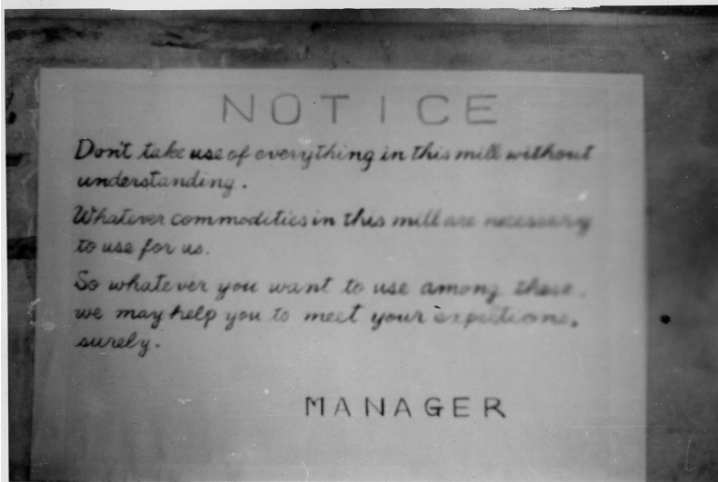 NOTICE
Don't take use of everything in this mill without
understanding.
Whatever commodities in this mill are necessary
to use for us.
So whatever you want to use among these,
we may help you to meet your expections,
surely.
MANAGER